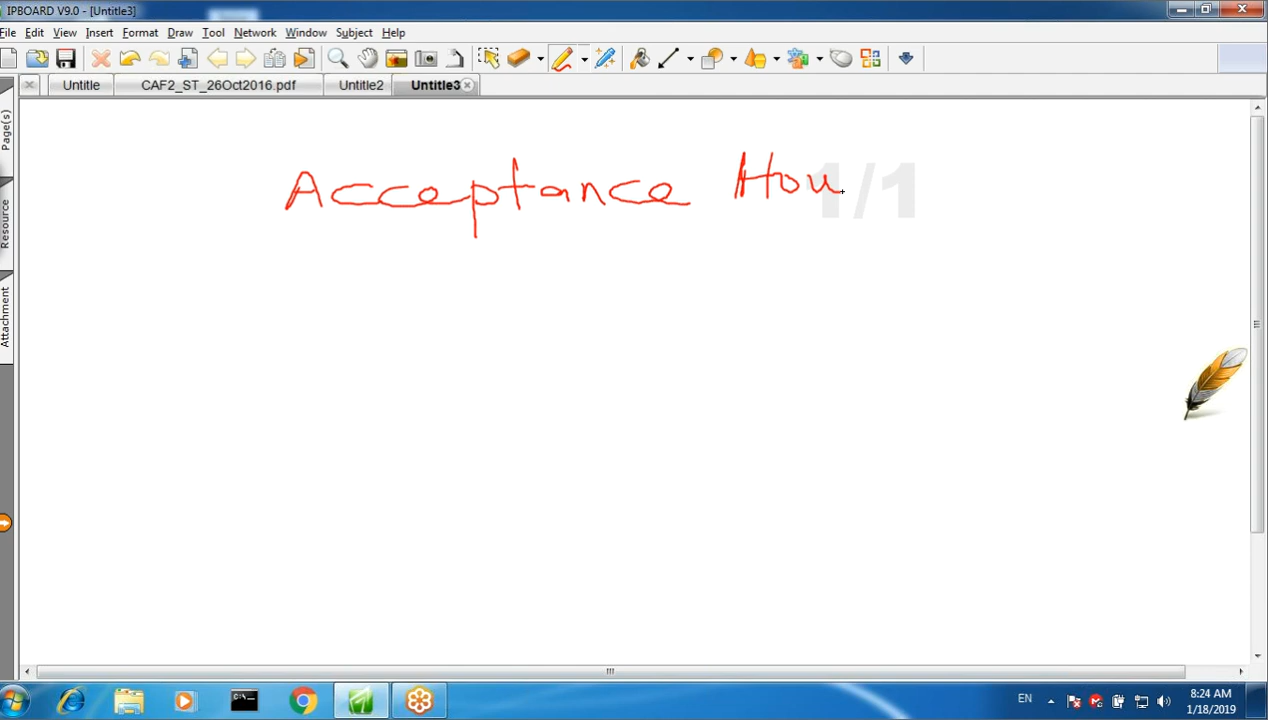 IPBOARD V9.0 - [Untitle3]
File Edit View Insert Format Draw Tool Network Window Subject Help
Untitle CAF2_ST_26Oct2016.pdf Untitle2 Untitle3
Page(s)
Resource
Attachment
Acceptance Hou
1/1
EN
8:24 AM
1/18/2019